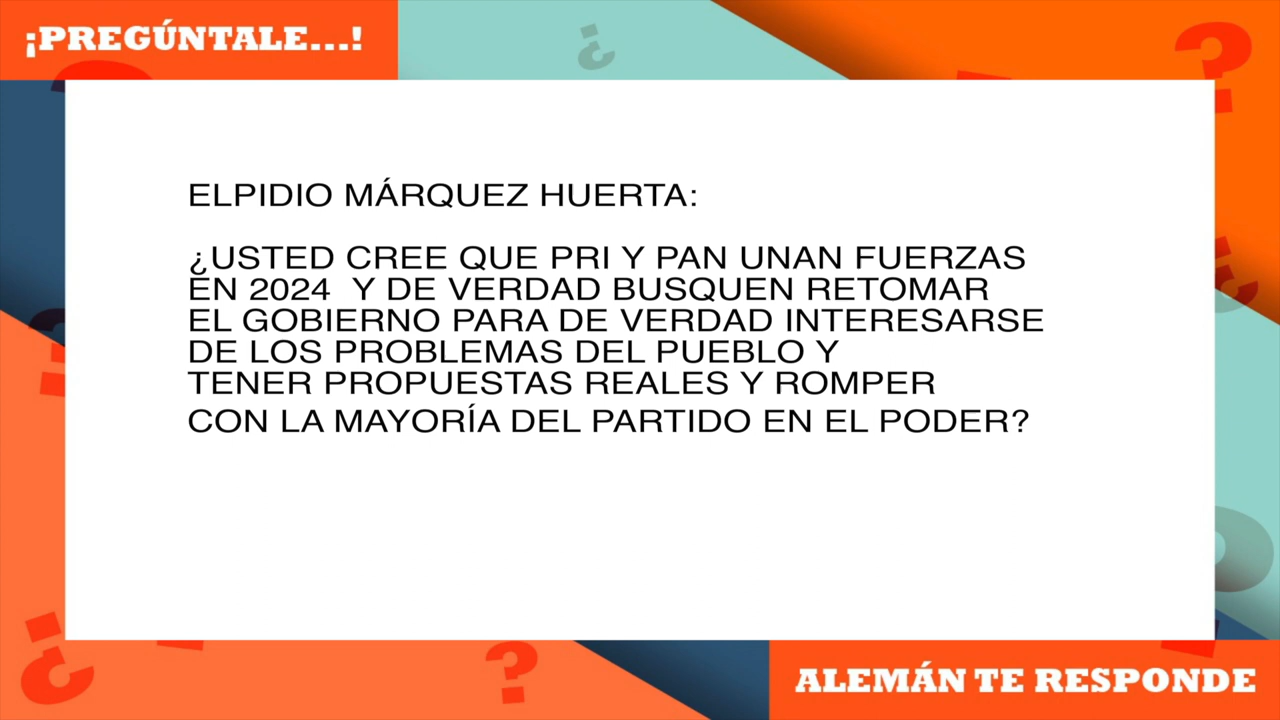 ¡PREGÚNTALE...!
ELPIDIO MÁRQUEZ HUERTA:
¿USTED CREE QUE PRI Y PAN UNAN FUERZAS
EN 2024  Y DE VERDAD BUSQUEN RETOMAR
EL GOBIERNO PARA DE VERDAD INTERESARSE
DE LOS PROBLEMAS DEL PUEBLO Y
TENER PROPUESTAS REALES Y ROMPER
CON LA MAYORÍA DEL PARTIDO EN EL PODER?
ALEMÁN TE RESPONDE